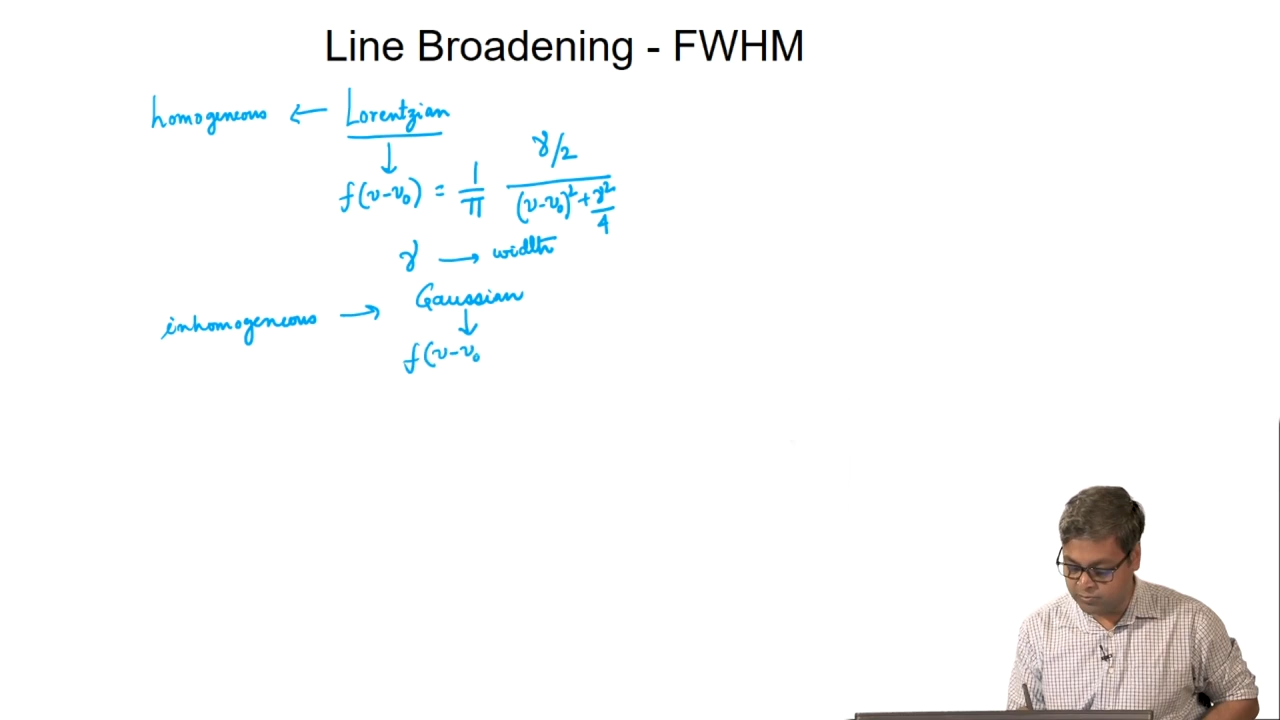 Line Broadening - FWHM
homogeneous ← Lorentzian
↓
f(ν-ν₀) = 1/π (γ/2)/((ν-ν₀)²+γ²/4)
γ → width
inhomogeneous → Gaussian
↓
f(ν-ν₀